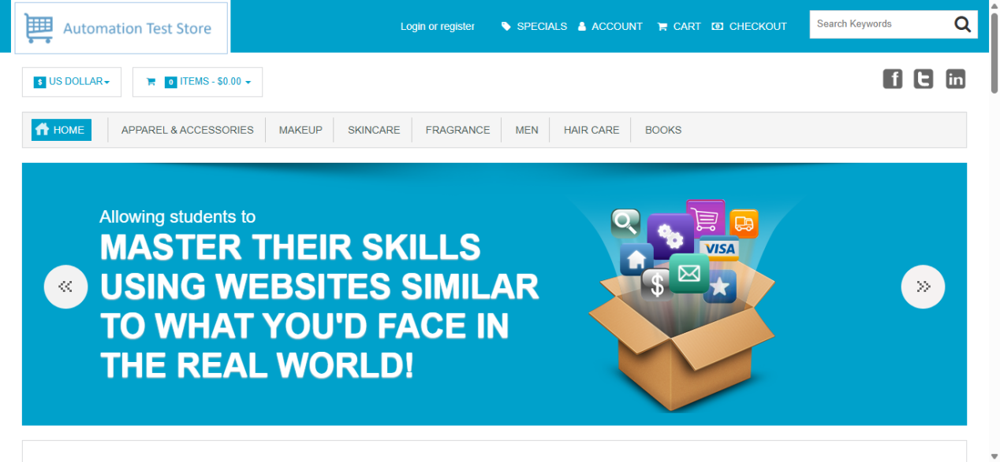 Automation Test Store
Login or register
SPECIALS
ACCOUNT
CART
CHECKOUT
Search Keywords
$ US DOLLAR
0 ITEMS - $0.00
f
t
in
HOME
APPAREL & ACCESSORIES
MAKEUP
SKINCARE
FRAGRANCE
MEN
HAIR CARE
BOOKS
Allowing students to
MASTER THEIR SKILLS
USING WEBSITES SIMILAR
TO WHAT YOU'D FACE IN
THE REAL WORLD!
VISA
$